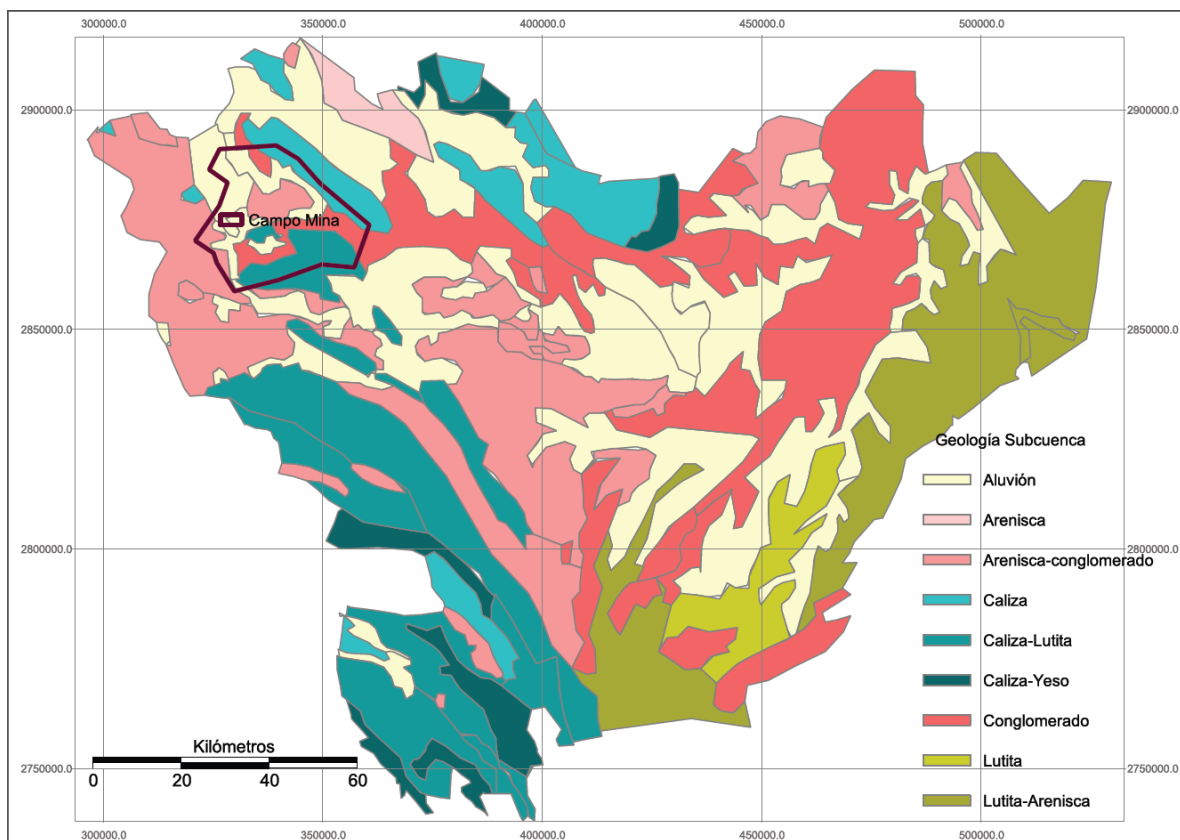 300000.0 350000.0 400000.0 450000.0 500000.0
2900000.0 2900000.0
Campo Mina
2850000.0 2850000.0
Geología Subcuenca
Aluvión
Arenisca
2800000.0 2800000.0
Arenisca-conglomerado
Caliza
Caliza-Lutita
Caliza-Yeso
Conglomerado
Kilómetros
0 20 40 60
2750000.0 2750000.0
Lutita
Lutita-Arenisca
300000.0 350000.0 400000.0 450000.0 500000.0